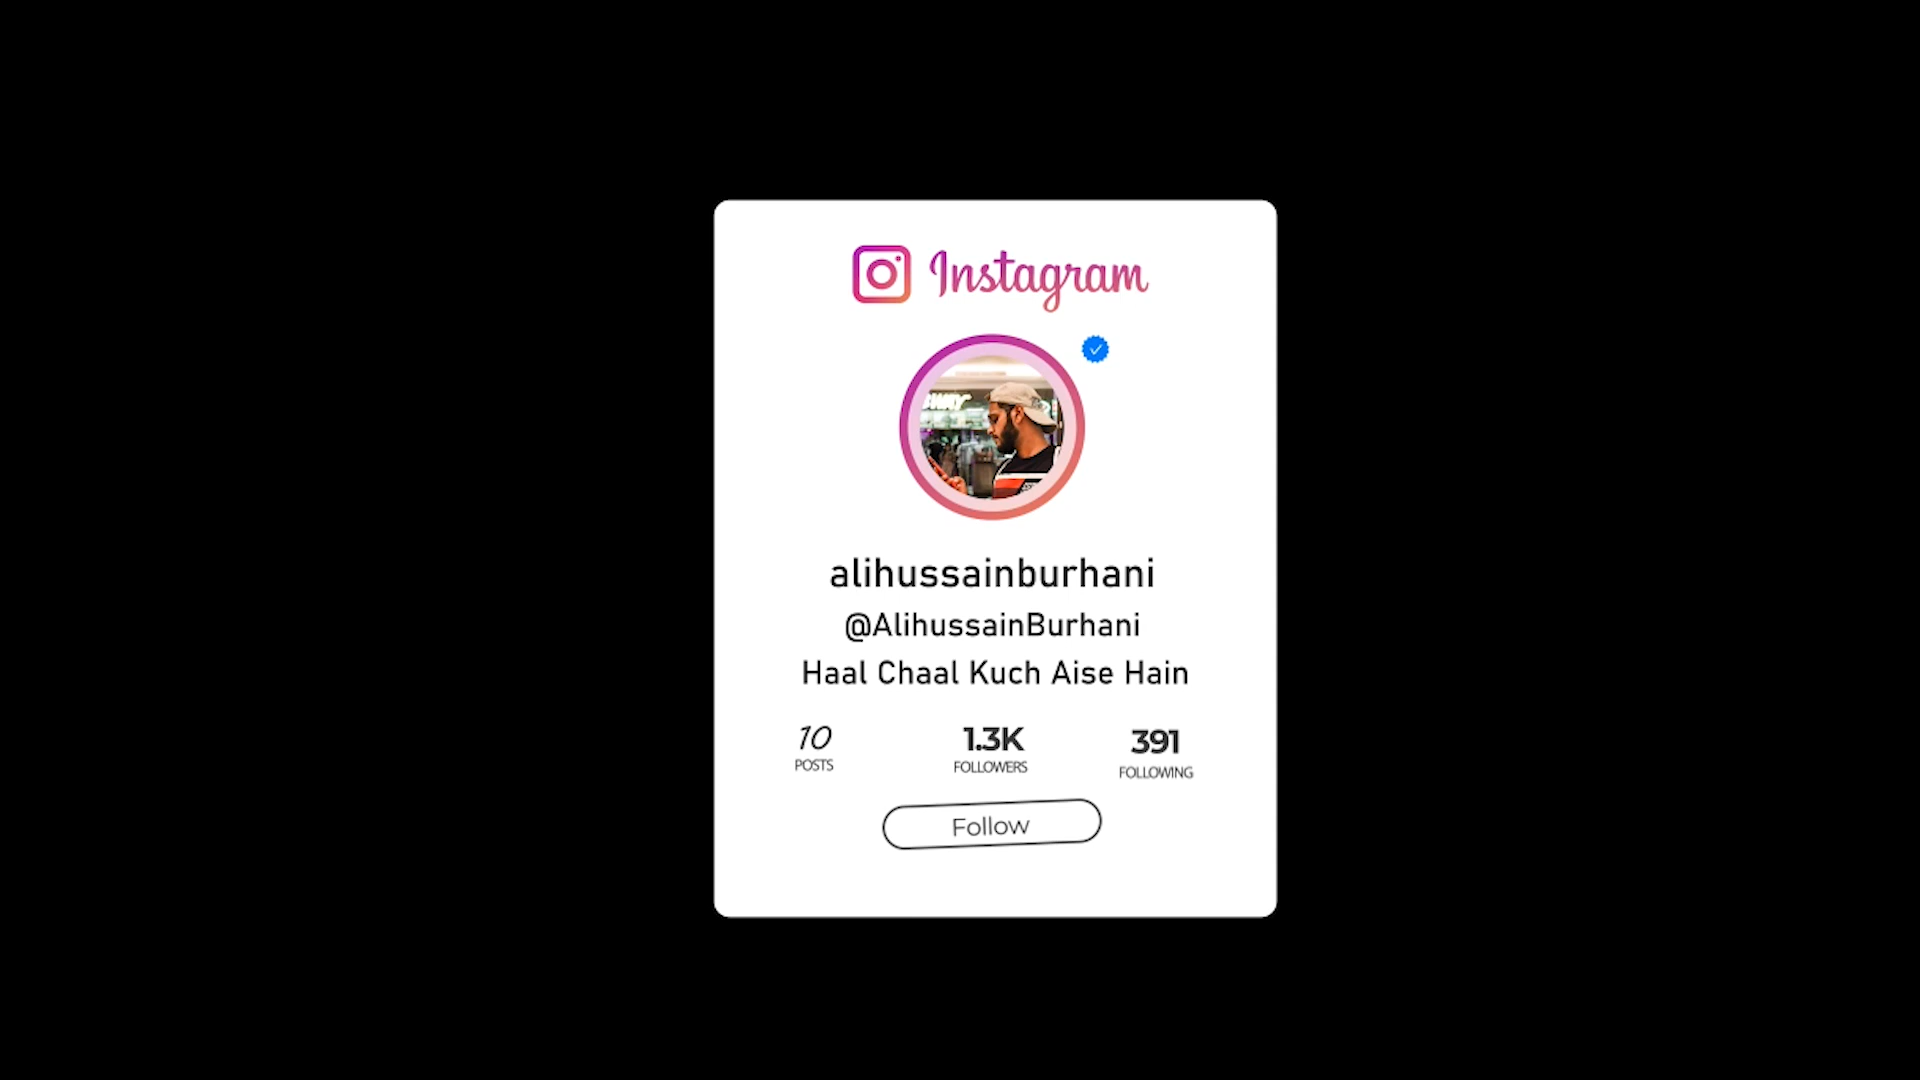 Instagram
alihussainburhani
@AlihussainBurhani
Haal Chaal Kuch Aise Hain
10 1.3K 391
POSTS FOLLOWERS FOLLOWING
Follow